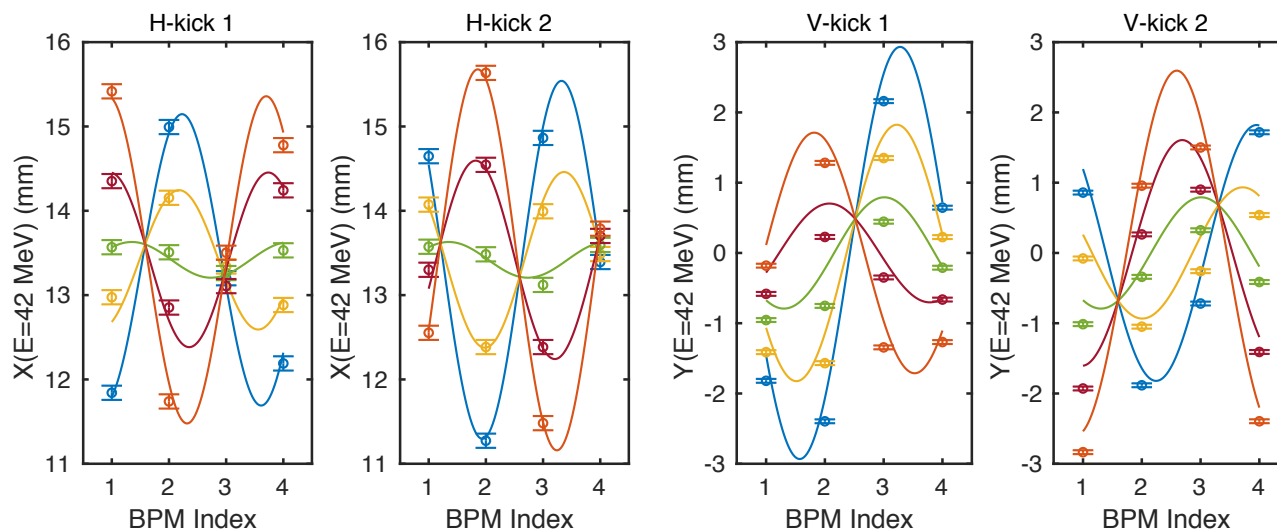 H-kick 1
H-kick 2
V-kick 1
V-kick 2
X(E=42 MeV) (mm)
16
15
14
13
12
11
1 2 3 4
BPM Index
X(E=42 MeV) (mm)
16
15
14
13
12
11
1 2 3 4
BPM Index
Y(E=42 MeV) (mm)
3
2
1
0
-1
-2
-3
1 2 3 4
BPM Index
Y(E=42 MeV) (mm)
3
2
1
0
-1
-2
-3
1 2 3 4
BPM Index